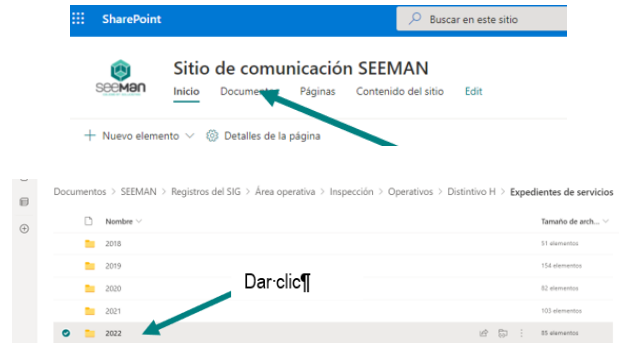 SharePoint
Buscar en este sitio
SEEMAN
Sitio de comunicación SEEMAN
Inicio Documentos Páginas Contenido del sitio Edit
+ Nuevo elemento Detalles de la página
Documentos > SEEMAN > Registros del SIG > Área operativa > Inspección > Operativos > Distintivo H > Expedientes de servicios
Nombre Tamaño de arch...
2018 51 elementos
2019 154 elementos
2020 82 elementos
Dar·clic¶
2021 103 elementos
2022 85 elementos